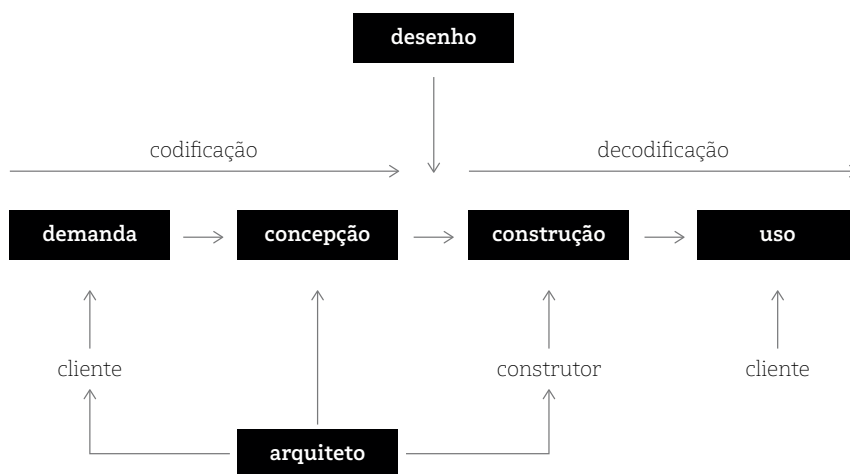 desenho
codificação
decodificação
demanda
concepção
construção
uso
cliente
construtor
cliente
arquiteto